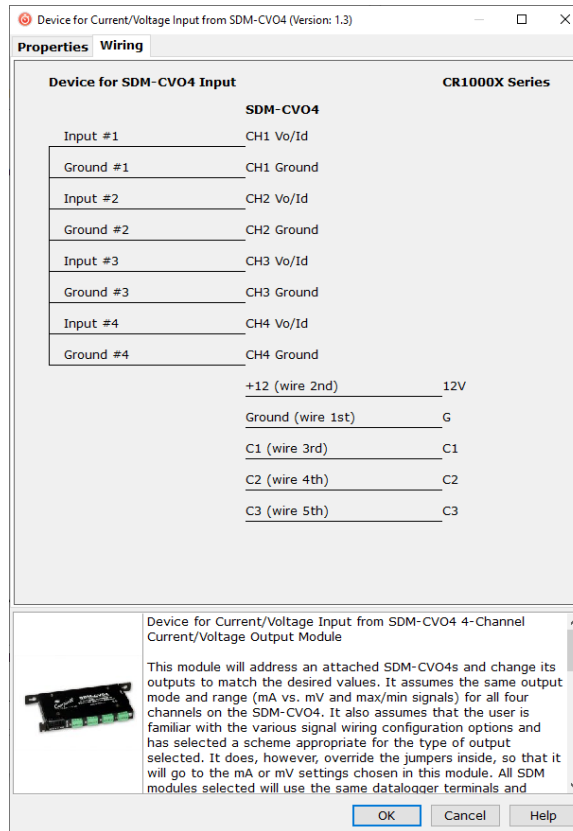 Device for Current/Voltage Input from SDM-CVO4 (Version: 1.3)
Properties Wiring
Device for SDM-CVO4 Input CR1000X Series
SDM-CVO4
Input #1 CH1 Vo/Id
Ground #1 CH1 Ground
Input #2 CH2 Vo/Id
Ground #2 CH2 Ground
Input #3 CH3 Vo/Id
Ground #3 CH3 Ground
Input #4 CH4 Vo/Id
Ground #4 CH4 Ground
+12 (wire 2nd) 12V
Ground (wire 1st) G
C1 (wire 3rd) C1
C2 (wire 4th) C2
C3 (wire 5th) C3
Device for Current/Voltage Input from SDM-CVO4 4-Channel
Current/Voltage Output Module
This module will address an attached SDM-CVO4s and change its
outputs to match the desired values. It assumes the same output
mode and range (mA vs. mV and max/min signals) for all four
channels on the SDM-CVO4. It also assumes that the user is
familiar with the various signal wiring configuration options and
has selected a scheme appropriate for the type of output
selected. It does, however, override the jumpers inside, so that it
will go to the mA or mV settings chosen in this module. All SDM
modules selected will use the same datalogger terminals and
OK Cancel Help